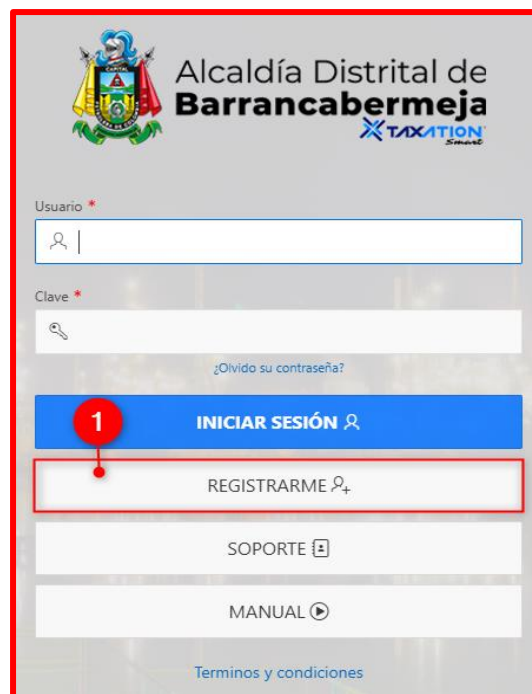 CAPITAL
Alcaldía Distrital de
Barrancabermeja
TAXATION
Smart
Usuario *
Clave *
¿Olvido su contraseña?
1
INICIAR SESIÓN
REGISTRARME
SOPORTE
MANUAL
Terminos y condiciones